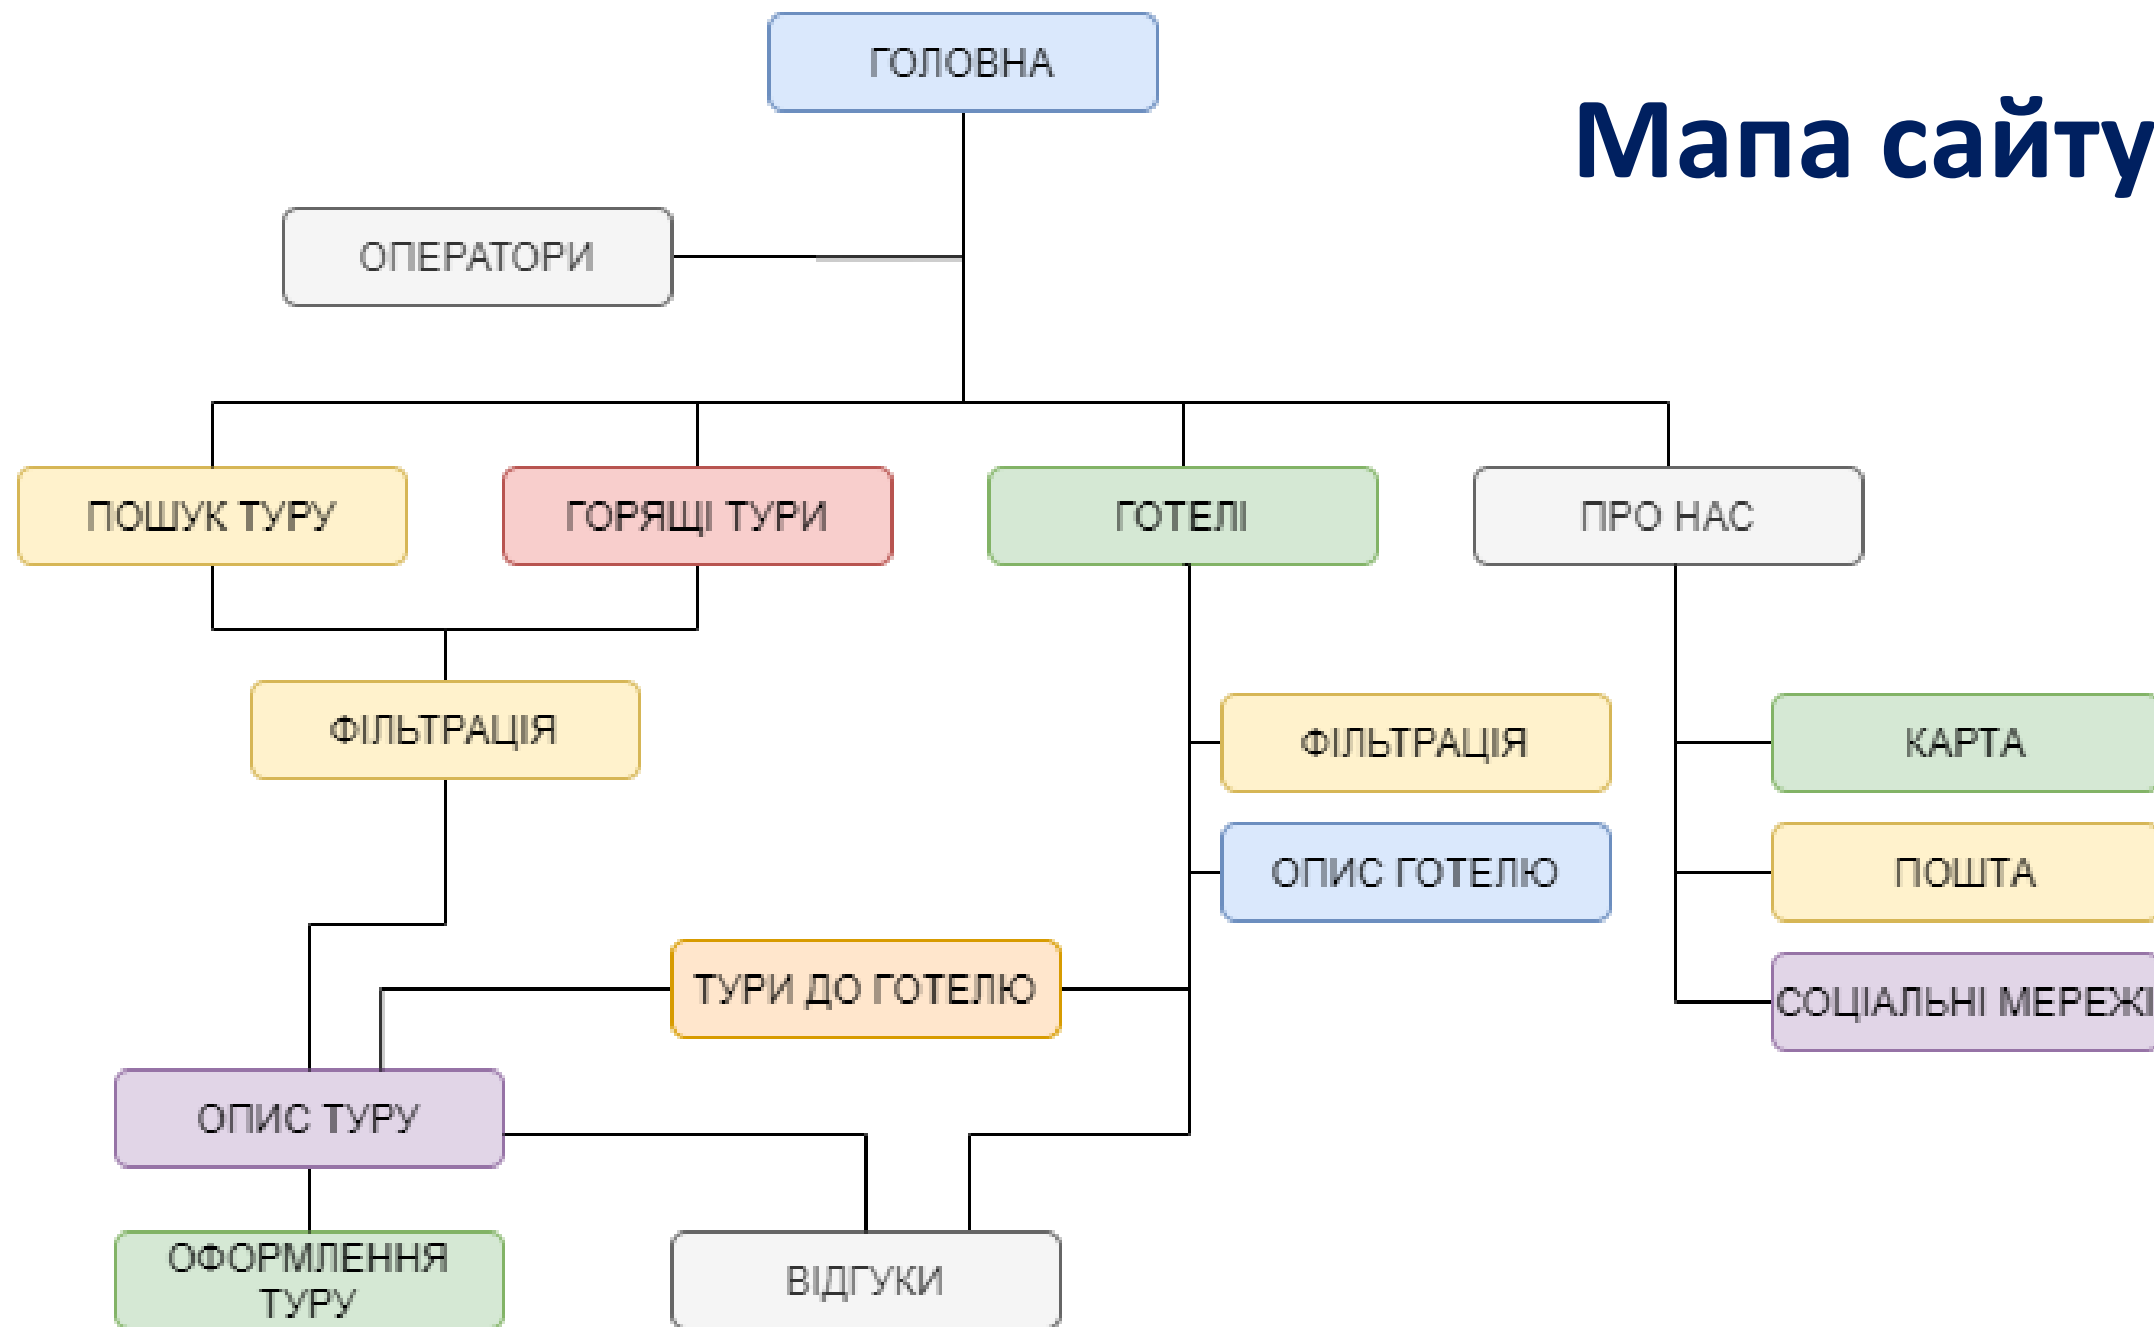 ГОЛОВНА
Мапа сайту
ОПЕРАТОРИ
ПОШУК ТУРУ
ГОРЯЩІ ТУРИ
ГОТЕЛІ
ПРО НАС
ФІЛЬТРАЦІЯ
ФІЛЬТРАЦІЯ
КАРТА
ОПИС ГОТЕЛЮ
ПОШТА
ТУРИ ДО ГОТЕЛЮ
СОЦІАЛЬНІ МЕРЕЖІ
ОПИС ТУРУ
ОФОРМЛЕННЯ
ТУРУ
ВІДГУКИ